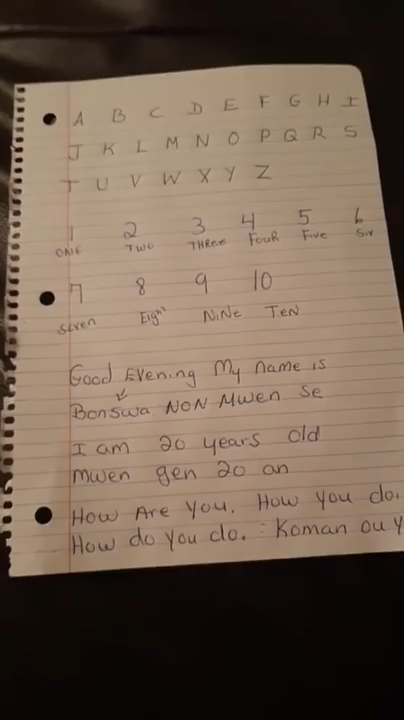 A B C D E F G H I
J K L M N O P Q R S
T U V W X Y Z
1 2 3 4 5 6
ONE TWO THREE FOUR Five Six
7 8 9 10
Seven Eight NiNe TeN
Good Evening My name is
Bonswa NON Mwen se
I am 20 years old
Mwen gen 20 an
How Are You. How you do.
How do you do. : Koman ou y